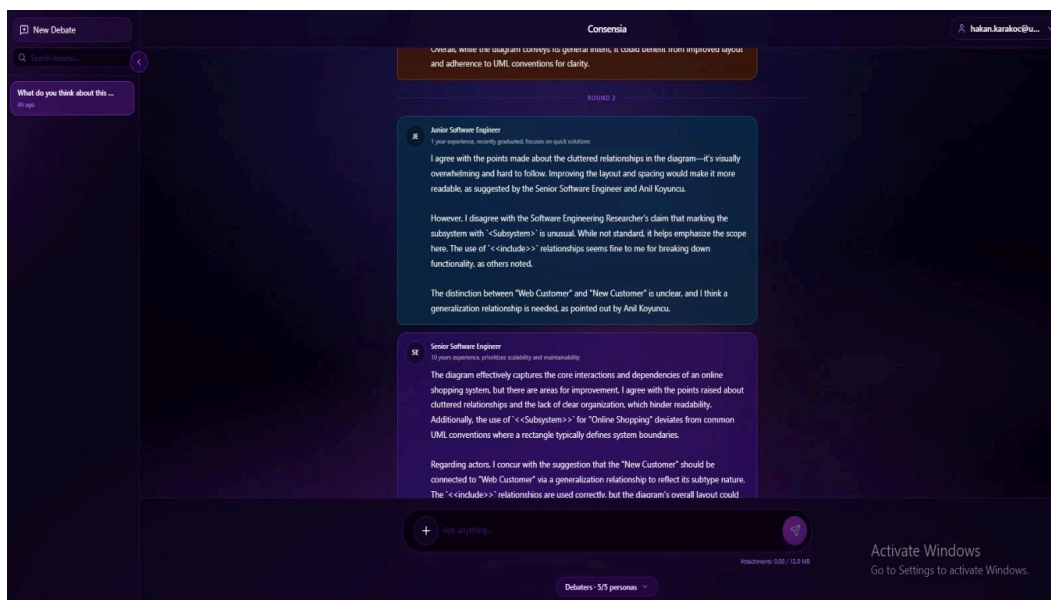 New Debate
Consensia
hakan.karakoc@u...
Search debates...
What do you think about this ...
4h ago
Overall, while the diagram conveys its general intent, it could benefit from improved layout
and adherence to UML conventions for clarity.
ROUND 2
JE
Junior Software Engineer
1 year experience, recently graduated, focuses on quick solutions
I agree with the points made about the cluttered relationships in the diagram—it's visually
overwhelming and hard to follow. Improving the layout and spacing would make it more
readable, as suggested by the Senior Software Engineer and Anil Koyuncu.
However, I disagree with the Software Engineering Researcher's claim that marking the
subsystem with `<Subsystem>` is unusual. While not standard, it helps emphasize the scope
here. The use of `<<include>>` relationships seems fine to me for breaking down
functionality, as others noted.
The distinction between "Web Customer" and "New Customer" is unclear, and I think a
generalization relationship is needed, as pointed out by Anil Koyuncu.
SE
Senior Software Engineer
10 years experience, prioritizes scalability and maintainability
The diagram effectively captures the core interactions and dependencies of an online
shopping system, but there are areas for improvement. I agree with the points raised about
cluttered relationships and the lack of clear organization, which hinder readability.
Additionally, the use of `<<Subsystem>>` for "Online Shopping" deviates from common
UML conventions where a rectangle typically defines system boundaries.
Regarding actors, I concur with the suggestion that the "New Customer" should be
connected to "Web Customer" via a generalization relationship to reflect its subtype nature.
The `<<include>>` relationships are used correctly, but the diagram's overall layout could
Ask anything...
Attachments: 0.00 / 12.0 MB
Debaters · 5/5 personas
Activate Windows
Go to Settings to activate Windows.